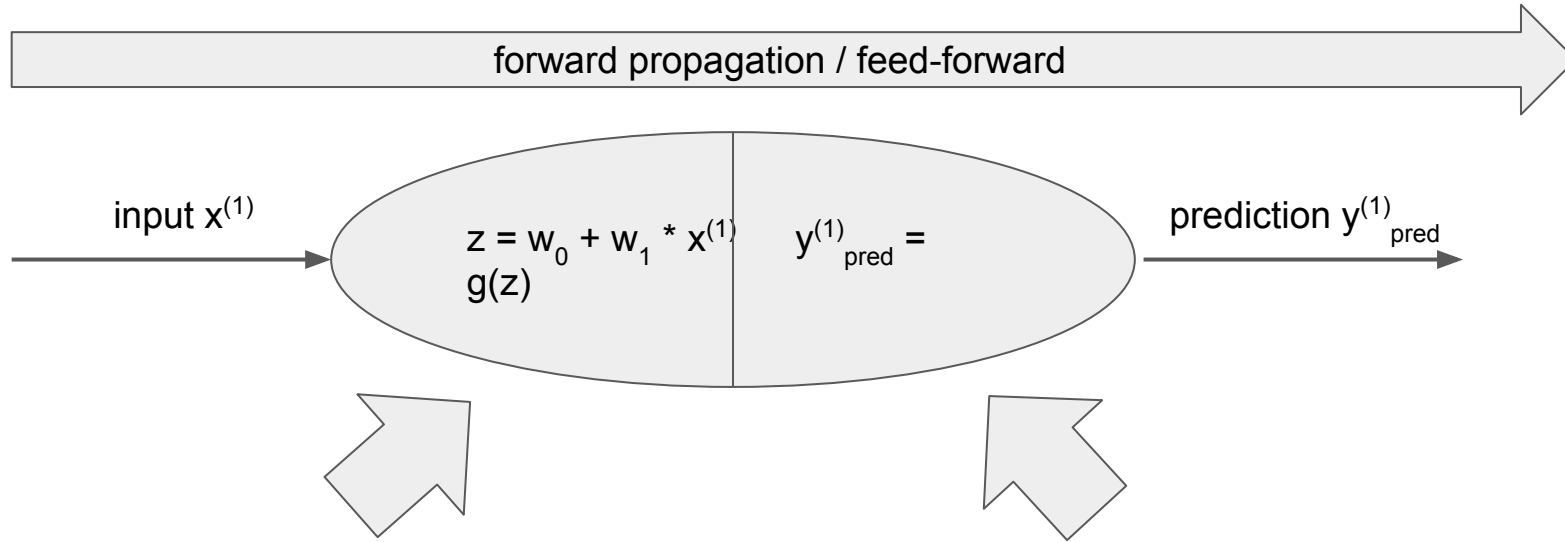 forward propagation / feed-forward
input x⁽¹⁾
z = w₀ + w₁ * x⁽¹⁾ y⁽¹⁾pred =
g(z)
prediction y⁽¹⁾pred